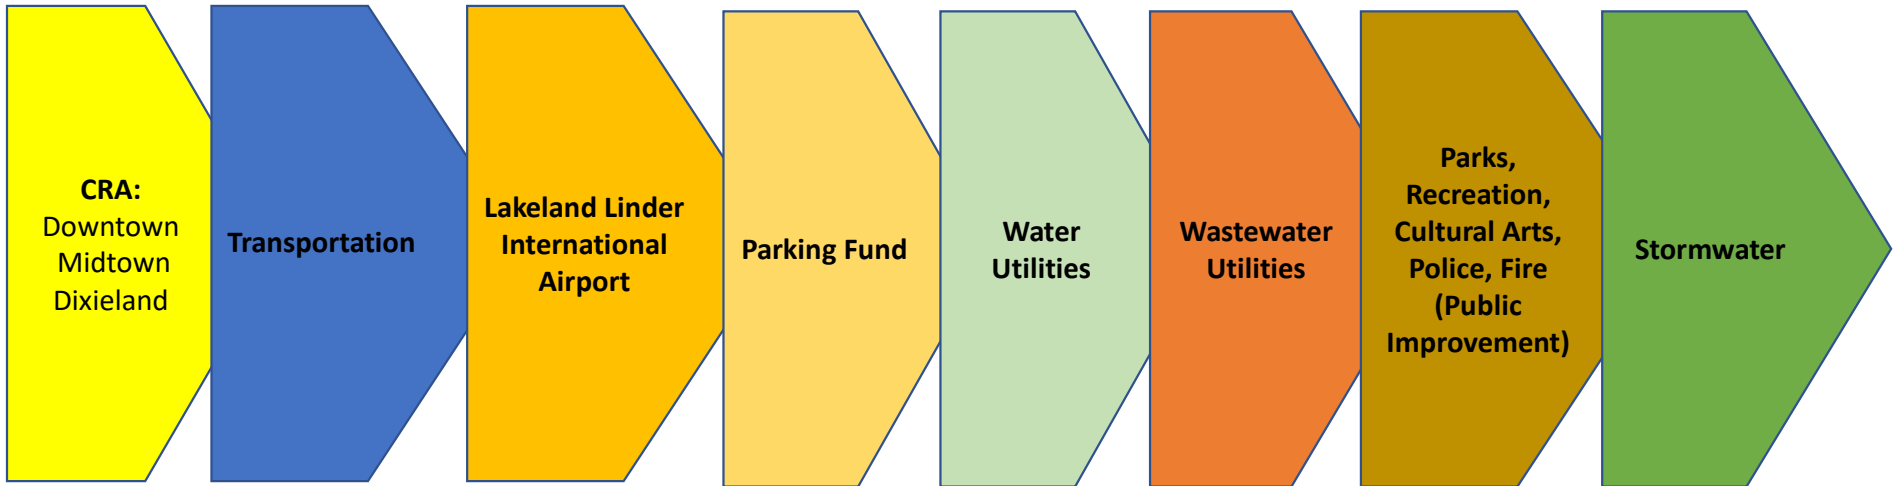 CRA:
Downtown
Midtown
Dixieland
Transportation
Lakeland Linder
International
Airport
Parking Fund
Water
Utilities
Wastewater
Utilities
Parks,
Recreation,
Cultural Arts,
Police, Fire
(Public
Improvement)
Stormwater